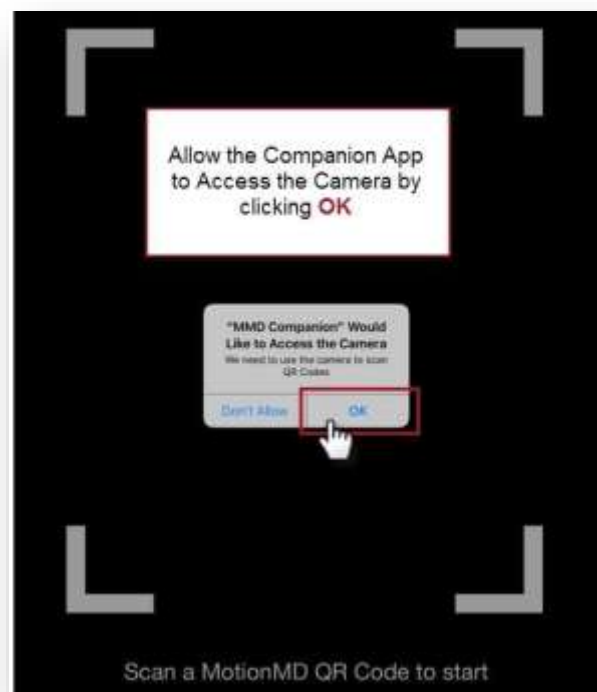 Allow the Companion App
to Access the Camera by
clicking OK
"MMD Companion" Would
Like to Access the Camera
We need to use the camera to scan
QR Codes
Don't Allow
OK
Scan a MotionMD QR Code to start